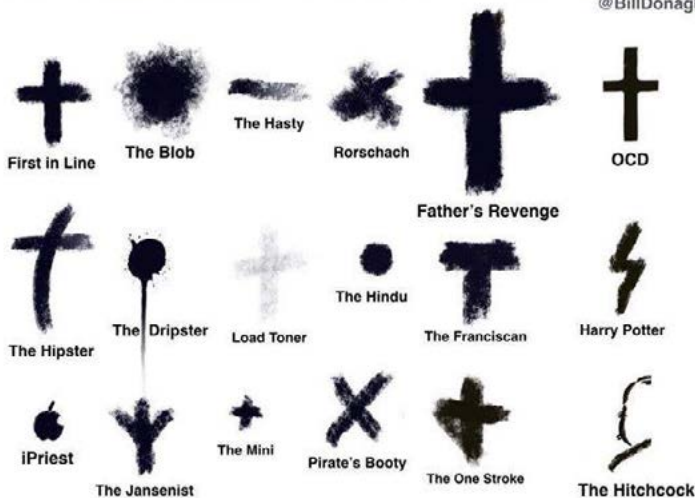 @BillDonag
First in Line
The Blob
The Hasty
Rorschach
Father's Revenge
OCD
The Hipster
The Dripster
Load Toner
The Hindu
The Franciscan
Harry Potter
iPriest
The Jansenist
The Mini
Pirate's Booty
The One Stroke
The Hitchcock